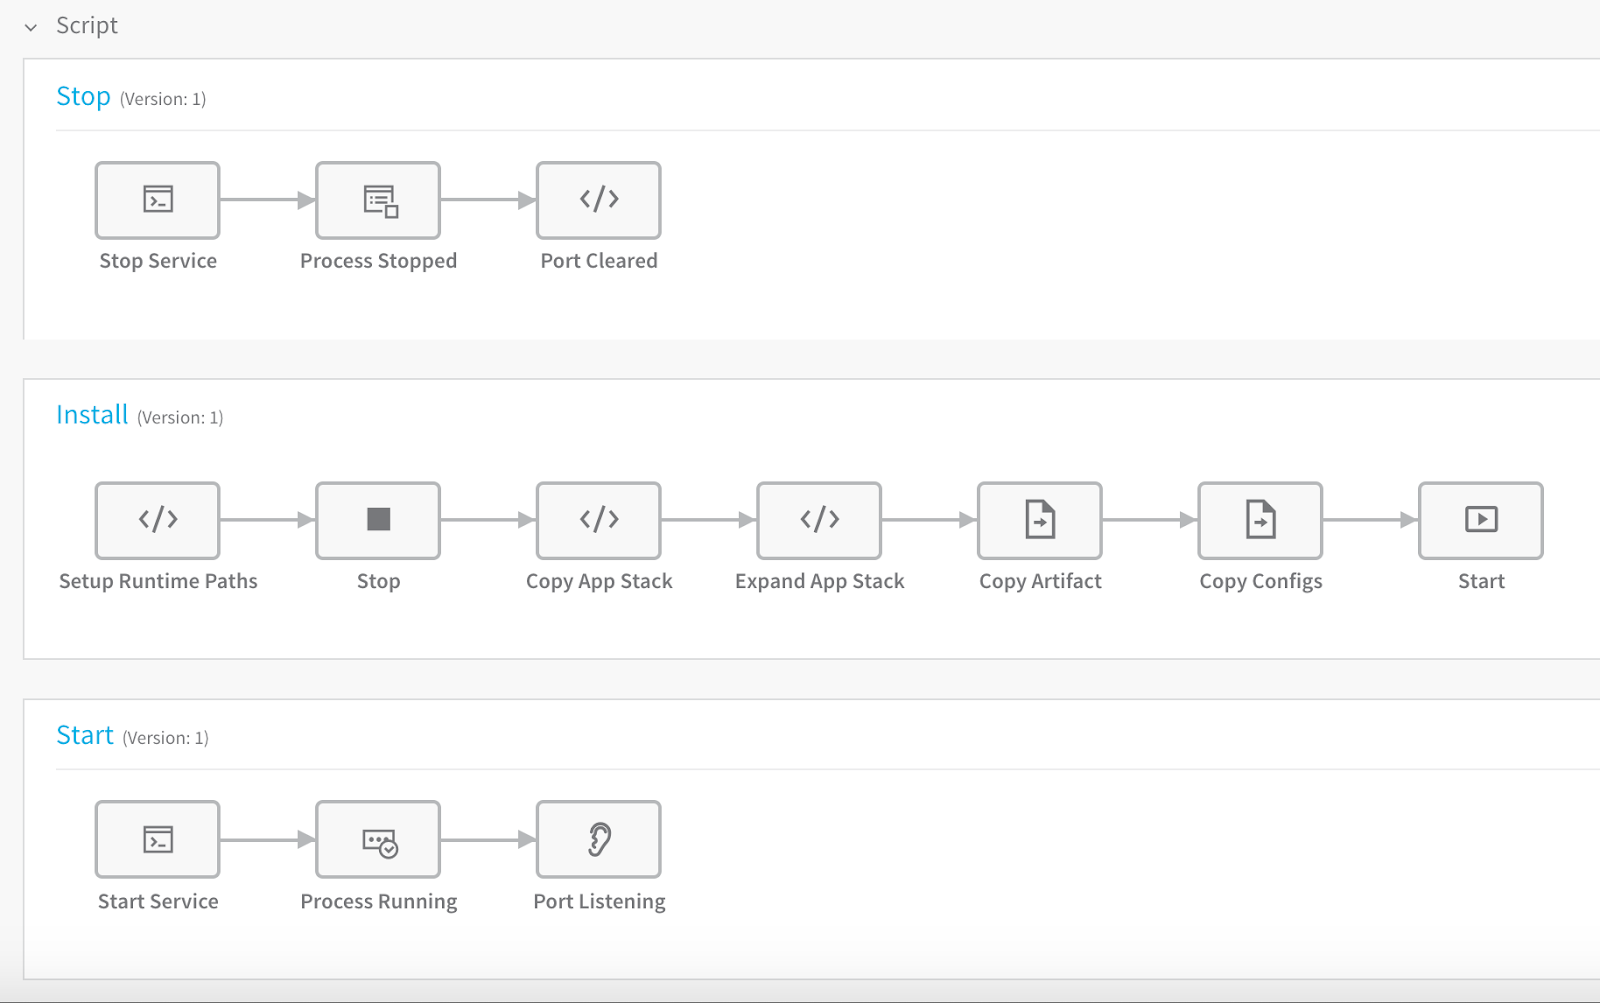 Script
Stop (Version: 1)
Stop Service Process Stopped Port Cleared
Install (Version: 1)
Setup Runtime Paths Stop Copy App Stack Expand App Stack Copy Artifact Copy Configs Start
Start (Version: 1)
Start Service Process Running Port Listening